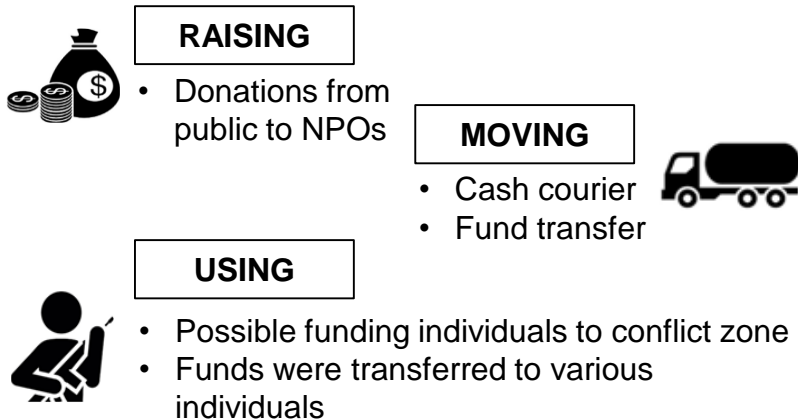 RAISING
• Donations from
public to NPOs
MOVING
• Cash courier
• Fund transfer
USING
• Possible funding individuals to conflict zone
• Funds were transferred to various
individuals
$